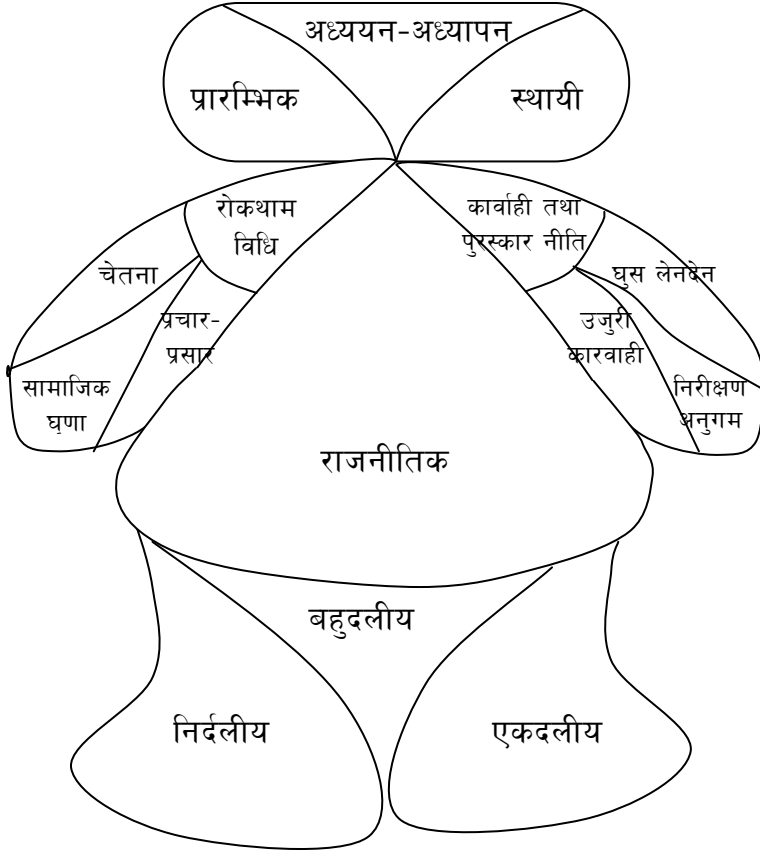 अध्ययन-अध्यापन
प्रारम्भिक
स्थायी
रोकथाम
विधि
कार्वाही तथा
पुरस्कार नीति
चेतना
घुस लेनदेन
प्रचार-
प्रसार
उजुरी
कारवाही
सामाजिक
घृणा
निरीक्षण
अनुगम
राजनीतिक
बहुदलीय
निर्दलीय
एकदलीय